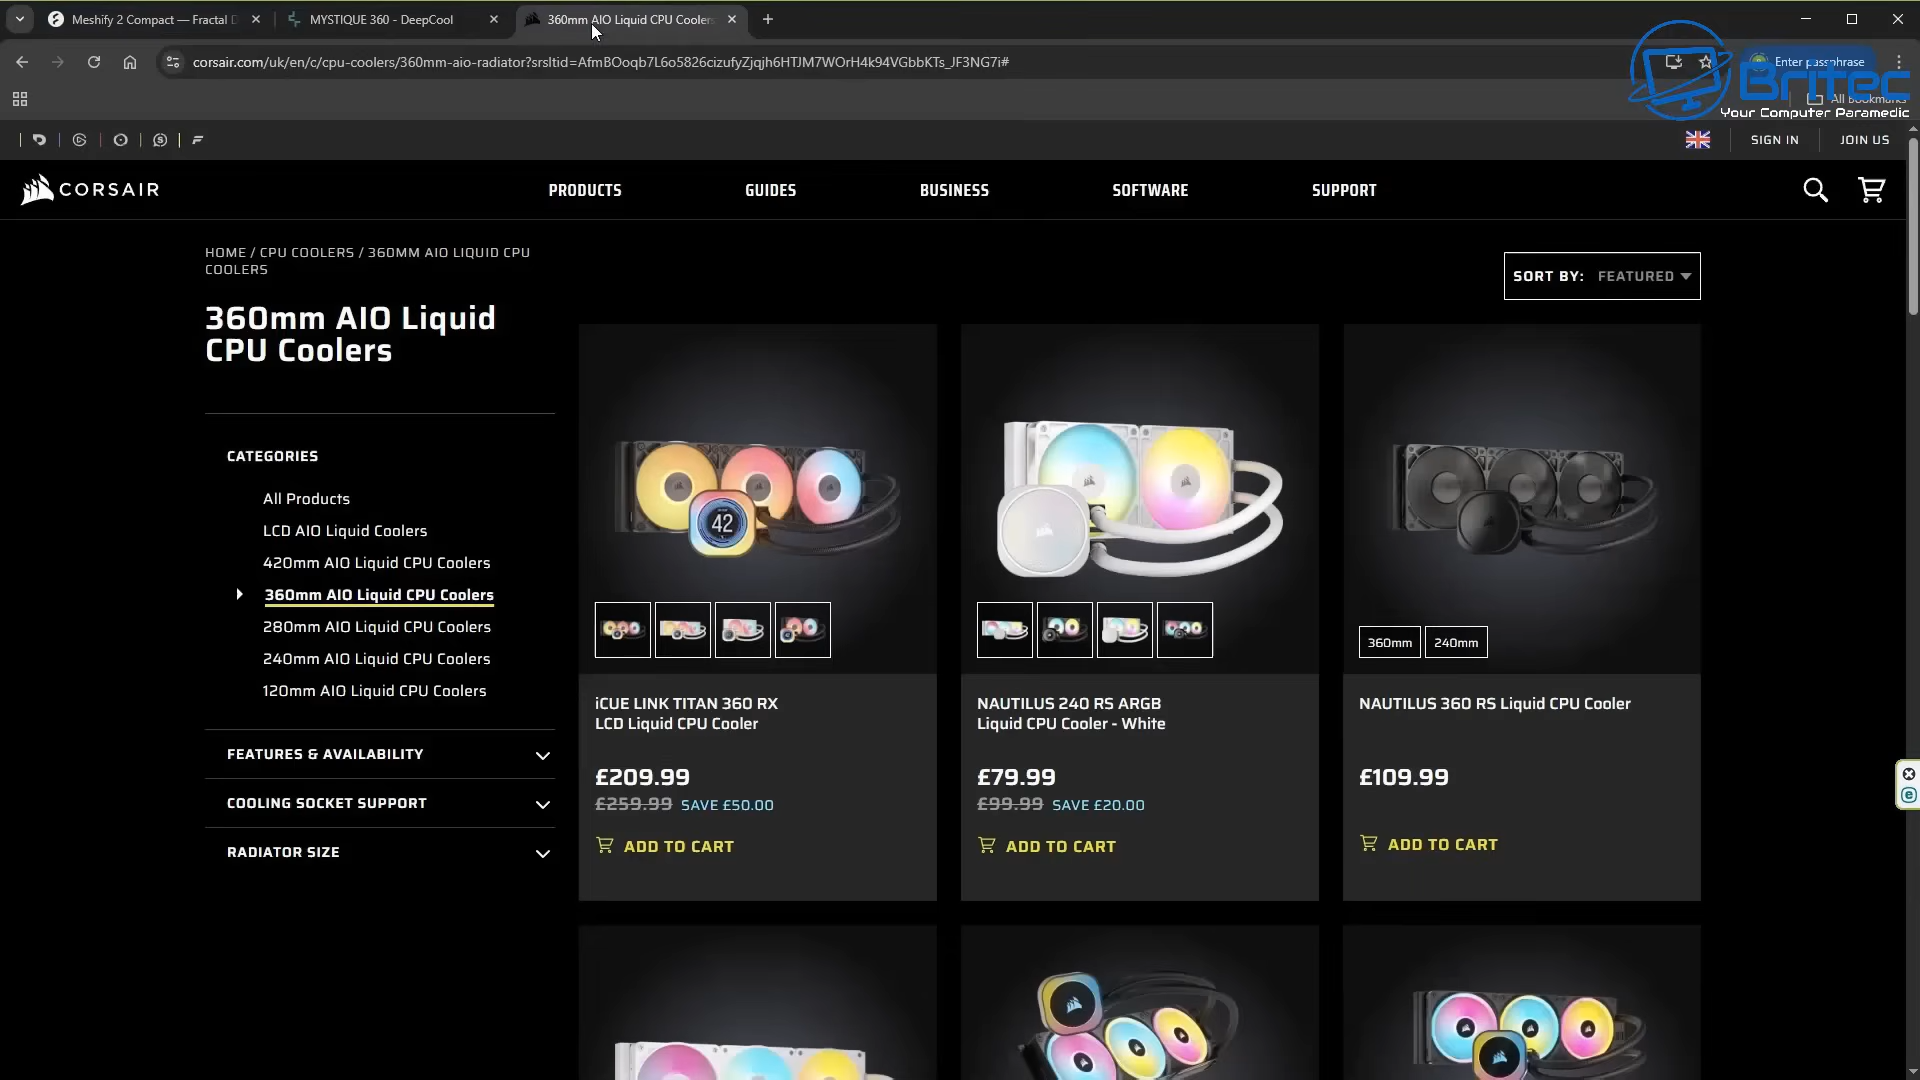 Meshify 2 Compact — Fractal D
MYSTIQUE 360 - DeepCool
360mm AIO Liquid CPU Coolers
corsair.com/uk/en/c/cpu-coolers/360mm-aio-radiator?srsltid=AfmBOoqb7L6o5826cizufyZjqjh6HTJM7WOrH4k94VGbbKTs_JF3NG7i#
Enter passphrase
All Bookmarks
Britec
Your Computer Paramedic
SIGN IN
JOIN US
CORSAIR
PRODUCTS
GUIDES
BUSINESS
SOFTWARE
SUPPORT
HOME / CPU COOLERS / 360MM AIO LIQUID CPU
COOLERS
SORT BY: FEATURED
360mm AIO Liquid
CPU Coolers
CATEGORIES
All Products
LCD AIO Liquid Coolers
420mm AIO Liquid CPU Coolers
360mm AIO Liquid CPU Coolers
280mm AIO Liquid CPU Coolers
240mm AIO Liquid CPU Coolers
120mm AIO Liquid CPU Coolers
FEATURES & AVAILABILITY
COOLING SOCKET SUPPORT
RADIATOR SIZE
42
iCUE LINK TITAN 360 RX
LCD Liquid CPU Cooler
£209.99
£259.99 SAVE £50.00
ADD TO CART
NAUTILUS 240 RS ARGB
Liquid CPU Cooler - White
£79.99
£99.99 SAVE £20.00
ADD TO CART
360mm
240mm
NAUTILUS 360 RS Liquid CPU Cooler
£109.99
ADD TO CART